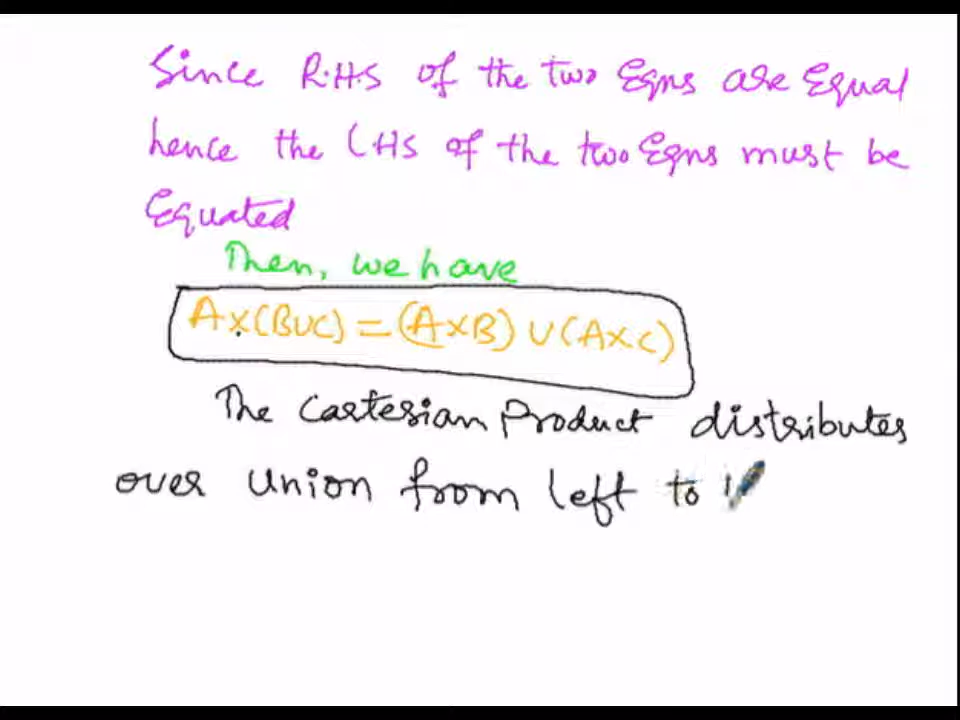 Since R.H.S of the two Eqns are Equal
hence the LHS of the two Eqns must be
Equated
Then, we have
A×(B∪C) = (A×B) ∪ (A×C)
The Cartesian Product distributes
over union from left to